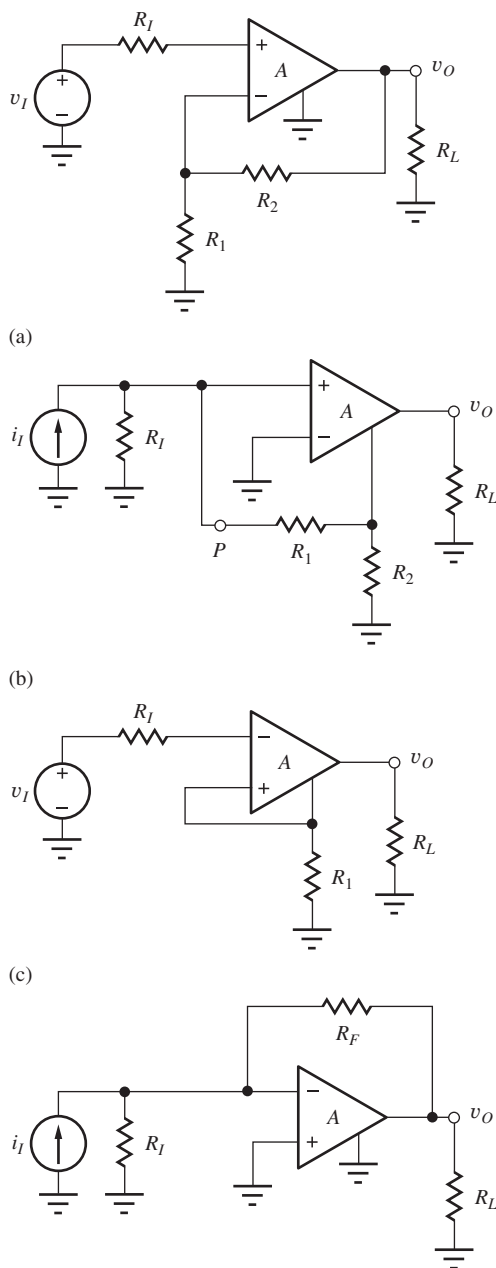 R_I
+
A
v_O
v_I
+
−
−
R_2
R_L
R_1
(a)
+
v_O
A
i_I
R_I
−
R_L
P
R_1
R_2
(b)
R_I
−
A
v_O
v_I
+
−
+
R_1
R_L
(c)
R_F
−
v_O
A
i_I
R_I
+
R_L